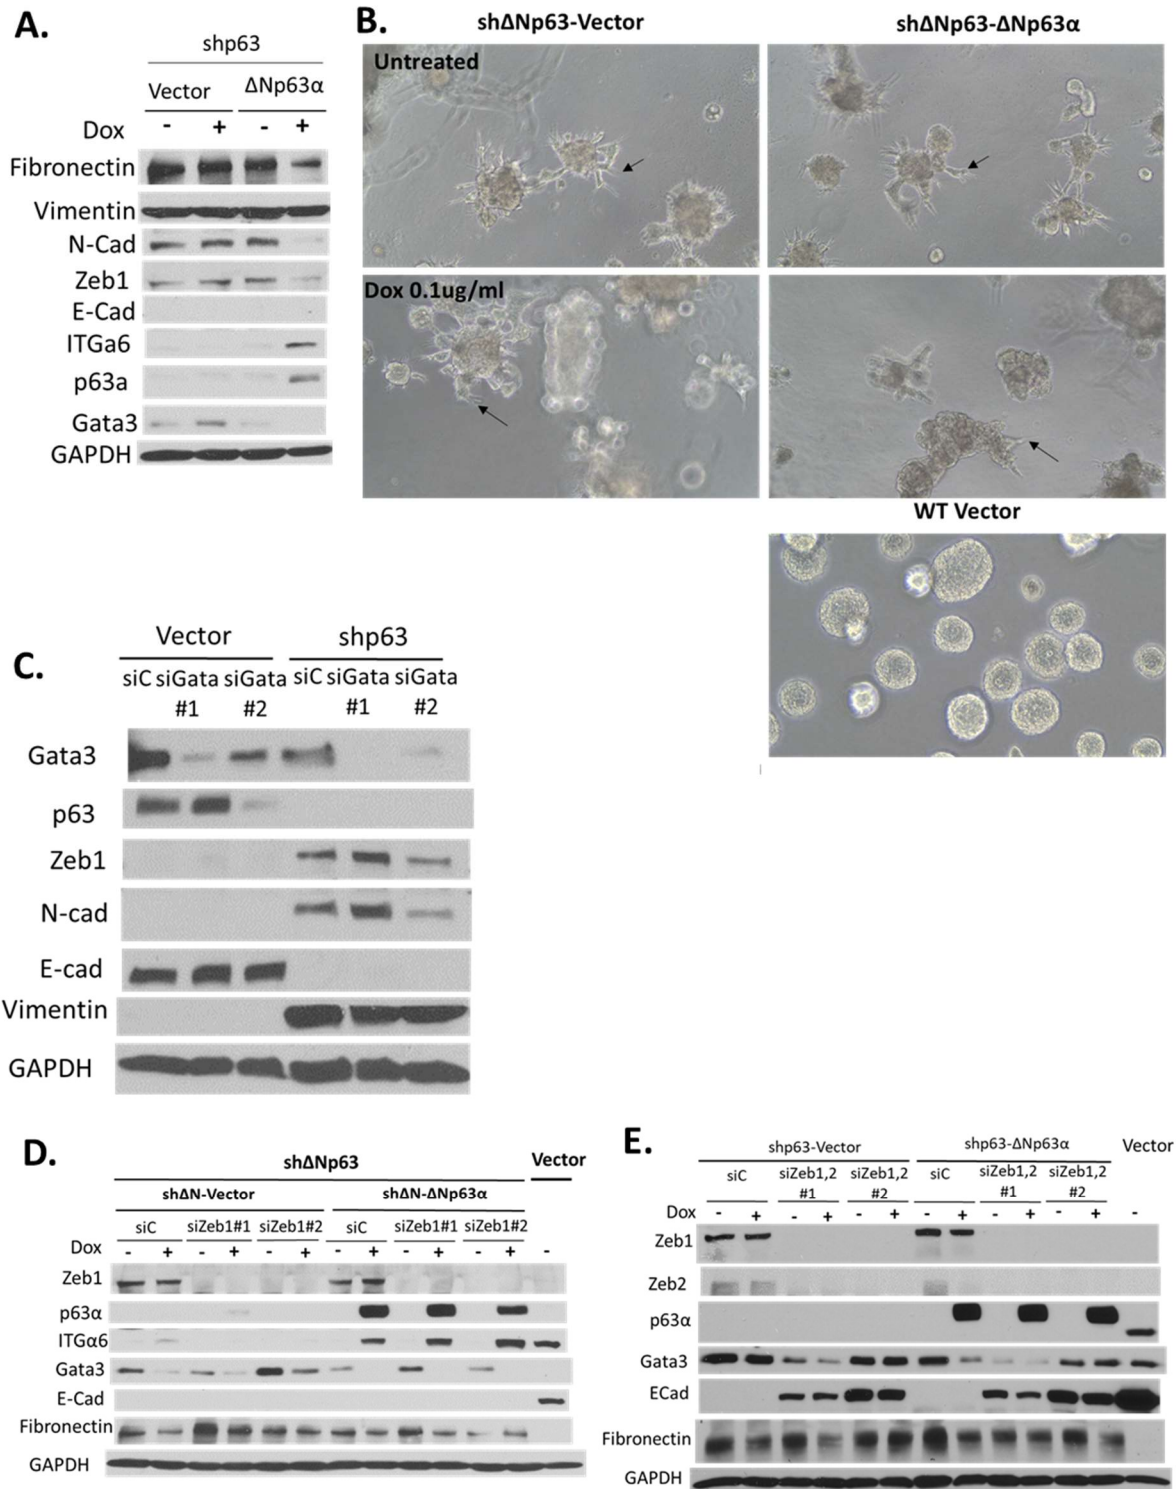 A.
shp63
Vector ΔNp63α
Dox - + - +
Fibronectin
Vimentin
N-Cad
Zeb1
E-Cad
ITGa6
p63a
Gata3
GAPDH
B.
shΔNp63-Vector shΔNp63-ΔNp63α
Untreated
Dox 0.1ug/ml
WT Vector
C.
Vector shp63
siC siGata siGata siC siGata siGata
#1 #2 #1 #2
Gata3
p63
Zeb1
N-cad
E-cad
Vimentin
GAPDH
D.
shΔNp63 Vector
shΔN-Vector shΔN-ΔNp63α
siC siZeb1#1 siZeb1#2 siC siZeb1#1 siZeb1#2
Dox - + - + - + - + - + - + -
Zeb1
p63α
ITGα6
Gata3
E-Cad
Fibronectin
GAPDH
E.
shp63-Vector shp63-ΔNp63α Vector
siC siZeb1,2 siZeb1,2 siC siZeb1,2 siZeb1,2
#1 #2 #1 #2
Dox - + - + - + - + - + - + -
Zeb1
Zeb2
p63α
Gata3
ECad
Fibronectin
GAPDH